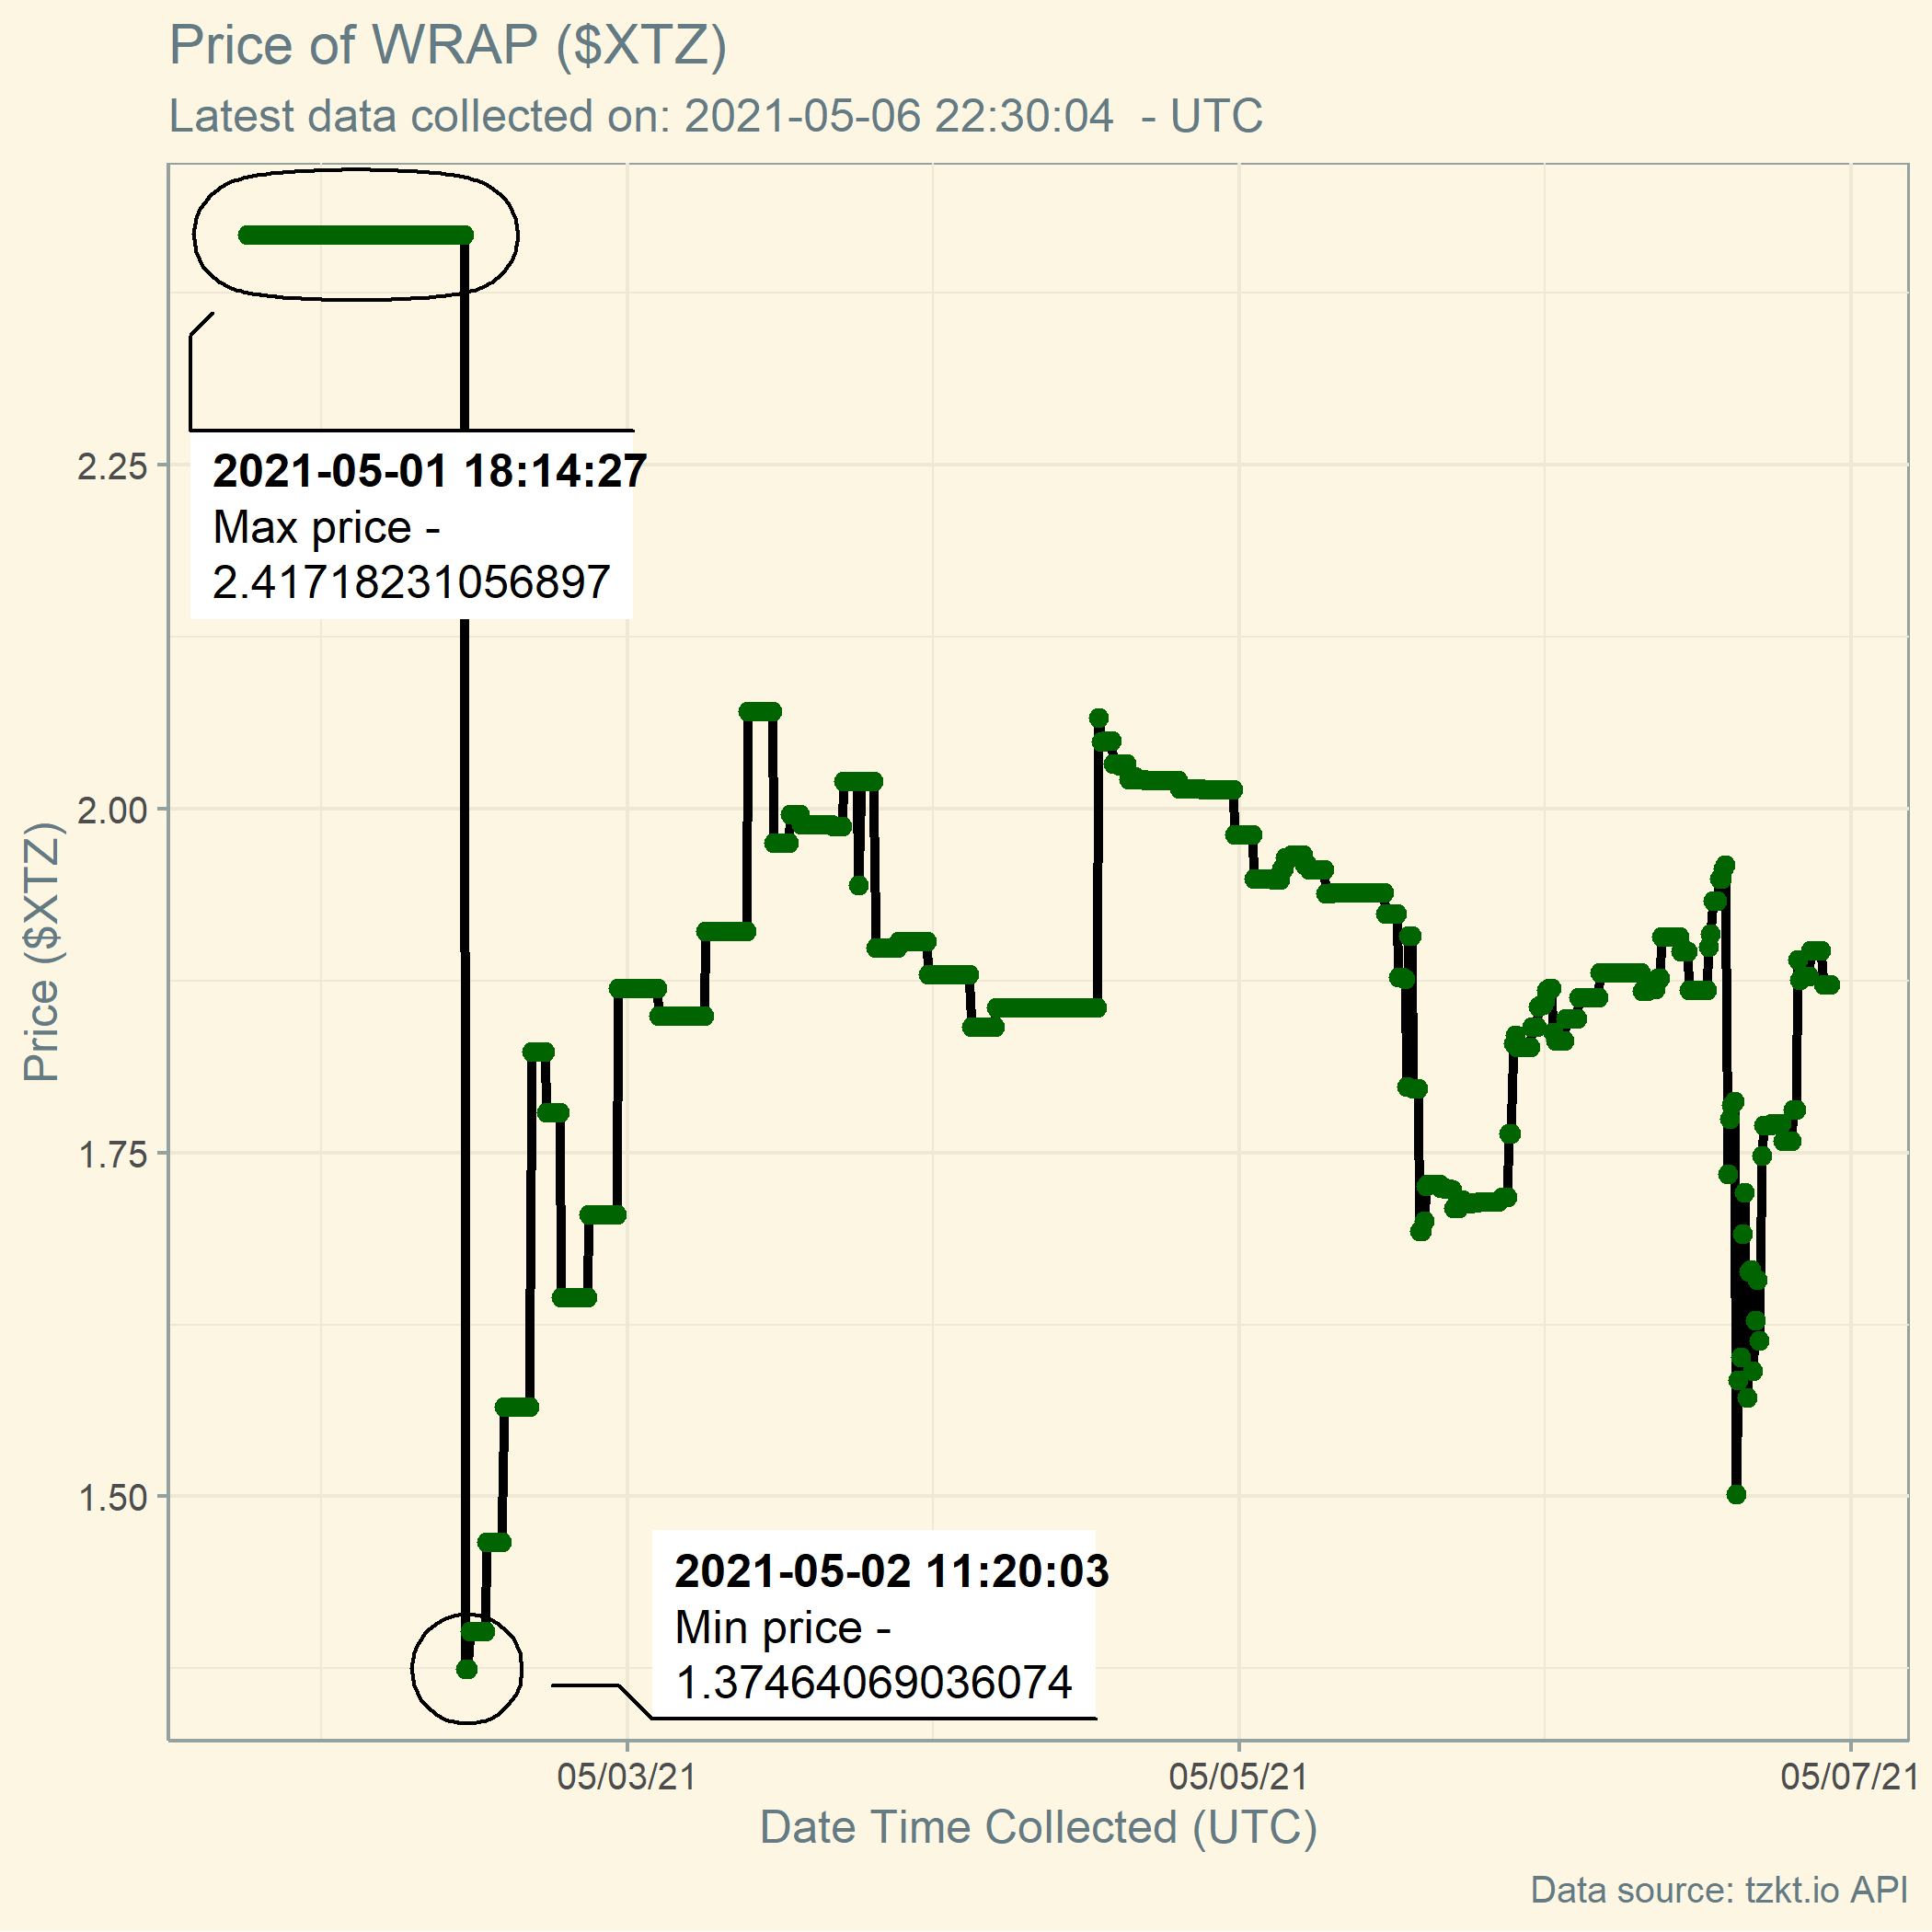 Price of WRAP ($XTZ)
Latest data collected on: 2021-05-06 22:30:04  - UTC
2021-05-01 18:14:27
Max price -
2.41718231056897
2.25
2.00
1.75
1.50
Price ($XTZ)
2021-05-02 11:20:03
Min price -
1.37464069036074
05/03/21
05/05/21
05/07/21
Date Time Collected (UTC)
Data source: tzkt.io API